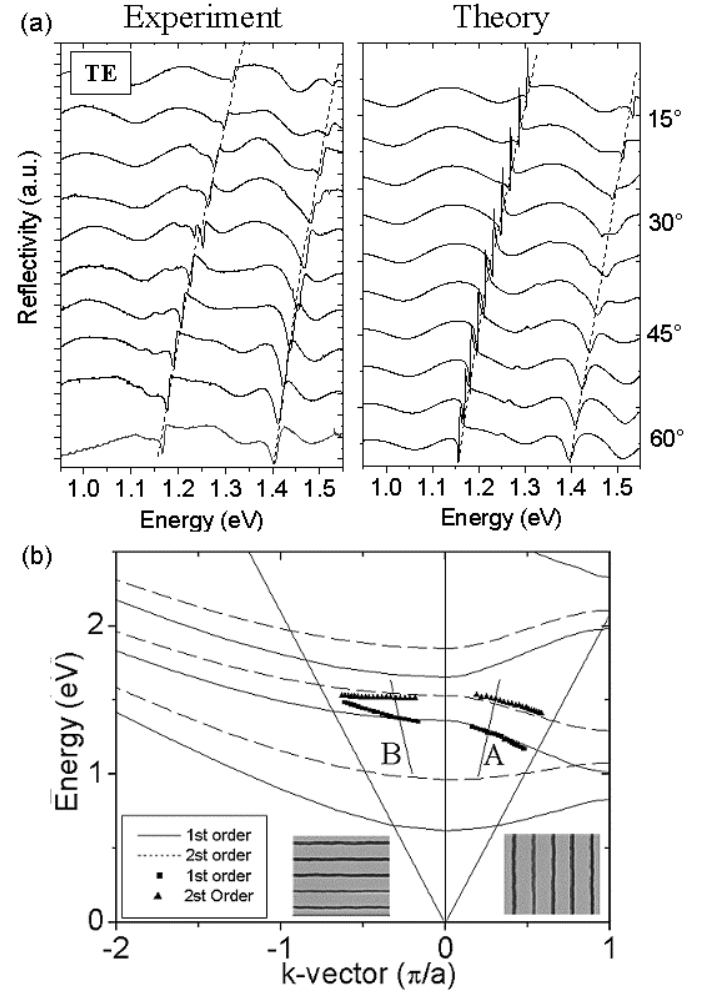 (a) Experiment Theory
TE
Reflectivity (a.u.)
15°
30°
45°
60°
1.0 1.1 1.2 1.3 1.4 1.5 1.0 1.1 1.2 1.3 1.4 1.5
Energy (eV) Energy (eV)
(b)
Energy (eV)
2
1
0
B A
1st order
2st order
1st order
2st Order
-2 -1 0 1
k-vector (π/a)